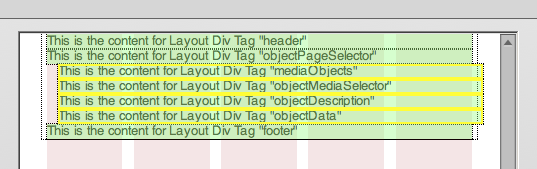 This is the content for Layout Div Tag "header"
This is the content for Layout Div Tag "objectPageSelector"
This is the content for Layout Div Tag "mediaObjects"
This is the content for Layout Div Tag "objectMediaSelector"
This is the content for Layout Div Tag "objectDescription"
This is the content for Layout Div Tag "objectData"
This is the content for Layout Div Tag "footer"